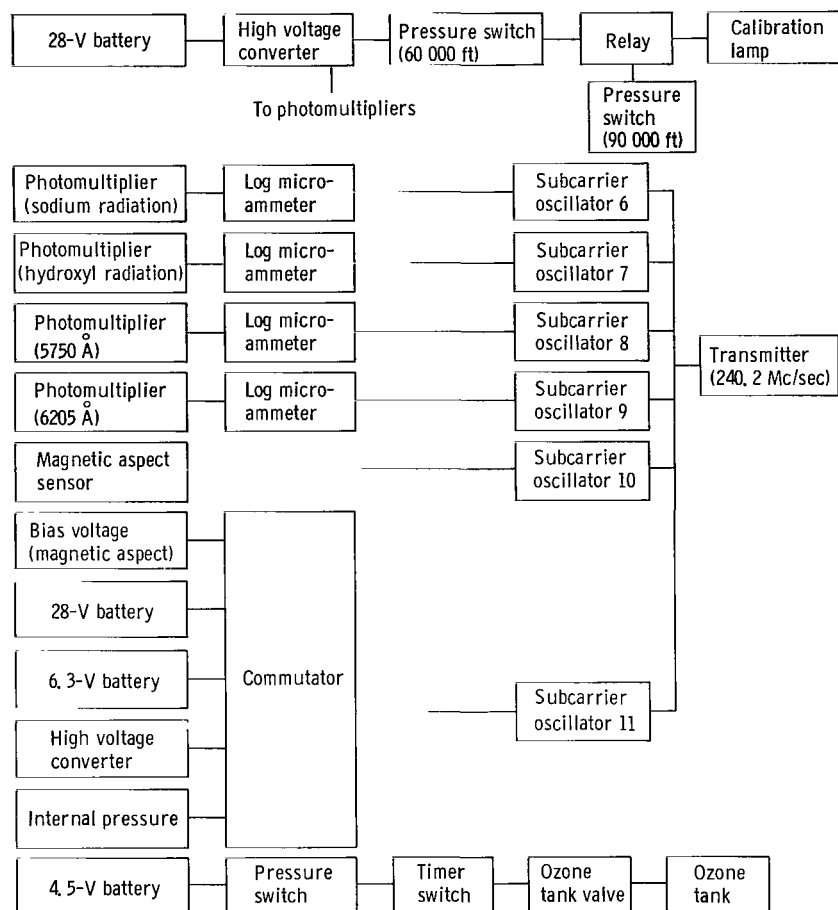 28-V battery
High voltage
converter
Pressure switch
(60 000 ft)
Relay
Calibration
lamp
To photomultipliers
Pressure
switch
(90 000 ft)
Photomultiplier
(sodium radiation)
Log micro-
ammeter
Subcarrier
oscillator 6
Photomultiplier
(hydroxyl radiation)
Log micro-
ammeter
Subcarrier
oscillator 7
Photomultiplier
(5750 Å)
Log micro-
ammeter
Subcarrier
oscillator 8
Transmitter
(240.2 Mc/sec)
Photomultiplier
(6205 Å)
Log micro-
ammeter
Subcarrier
oscillator 9
Magnetic aspect
sensor
Subcarrier
oscillator 10
Bias voltage
(magnetic aspect)
28-V battery
6.3-V battery
Commutator
Subcarrier
oscillator 11
High voltage
converter
Internal pressure
4.5-V battery
Pressure
switch
Timer
switch
Ozone
tank valve
Ozone
tank